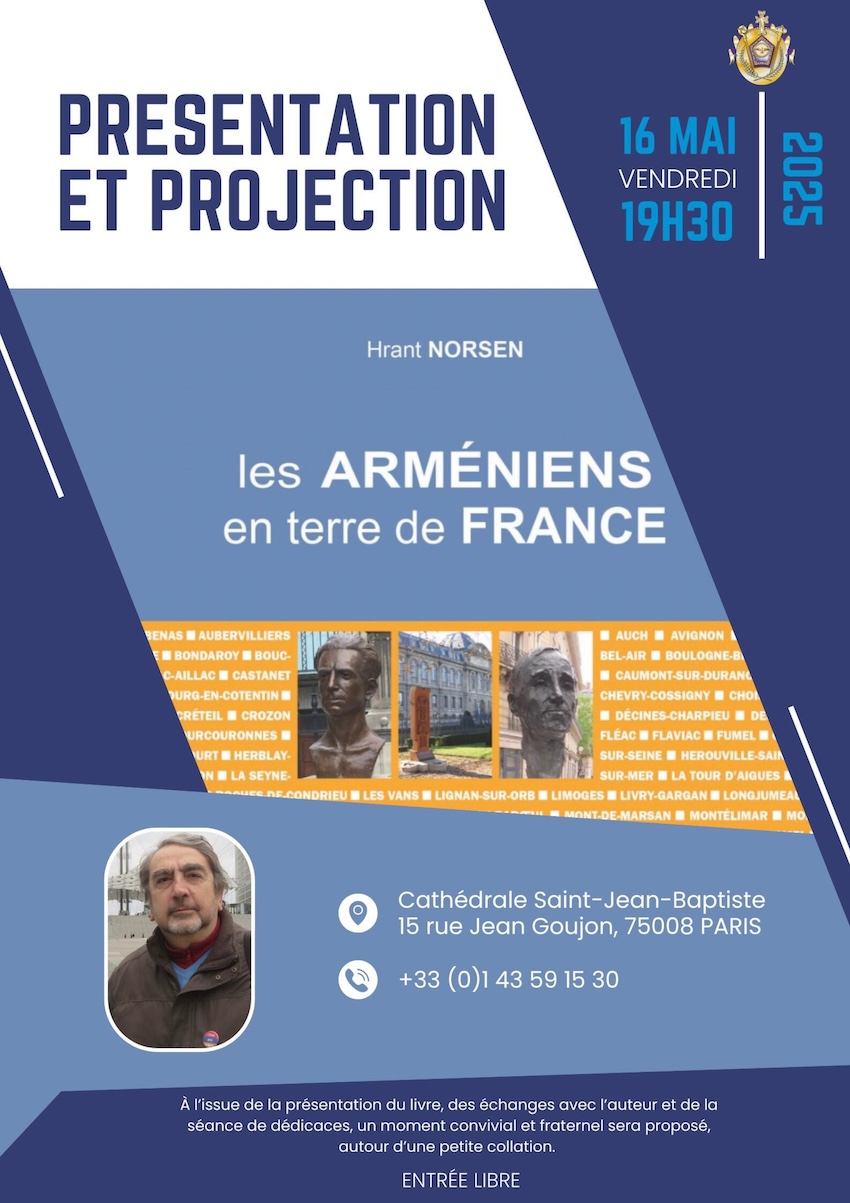 PRESENTATION
ET PROJECTION
16 MAI
VENDREDI
19H30
2025
Hrant NORSEN
les ARMÉNIENS
en terre de FRANCE
■ AUBERVILLIERS
■ BONDAROY ■ BOUC-
■ CASTANET
■
CRÉTEIL ■ CROZON
■
■ HERBLAY-
■ LA SEYNE-
■ AUCH ■ AVIGNON ■
BEL-AIR ■
■
CHEVRY-COSSIGNY ■
■ DÉCINES-CHARPIEU ■
FLÉAC ■ FLAVIAC ■ FUMEL ■
SUR-SEINE ■
SUR-MER ■ LA TOUR D'AIGUES ■
■ LES VANS ■ LIGNAN-SUR-ORB ■ LIMOGES ■ LIVRY-GARGAN ■ LONGJUMEAU
■ MONT-DE-MARSAN ■ MONTÉLIMAR ■
Cathédrale Saint-Jean-Baptiste
15 rue Jean Goujon, 75008 PARIS
+33 (0)1 43 59 15 30
À l'issue de la présentation du livre, des échanges avec l'auteur et de la
séance de dédicaces, un moment convivial et fraternel sera proposé,
autour d'une petite collation.
ENTRÉE LIBRE